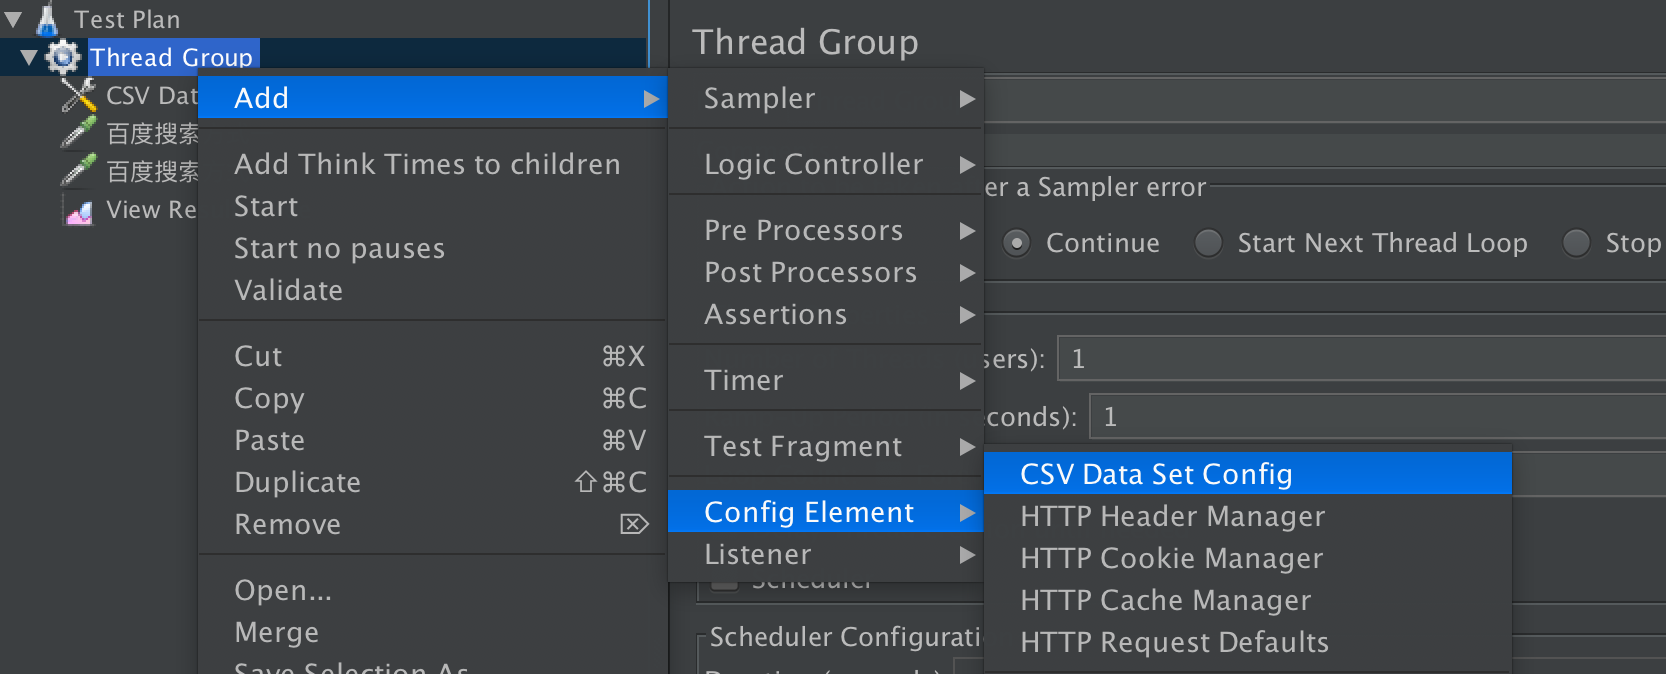 Test Plan
Thread Group
CSV Dat
百度搜索
百度搜索
View Re
Add
Add Think Times to children
Start
Start no pauses
Validate
Cut ⌘X
Copy ⌘C
Paste ⌘V
Duplicate ⇧⌘C
Remove ⌦
Open...
Merge
Save Selection As
Sampler
Logic Controller
Pre Processors
Post Processors
Assertions
Timer
Test Fragment
Config Element
Listener
CSV Data Set Config
HTTP Header Manager
HTTP Cookie Manager
HTTP Cache Manager
HTTP Request Defaults
Thread Group
er a Sampler error
Continue Start Next Thread Loop Stop
sers): 1
conds): 1
Scheduler
Scheduler Configurati